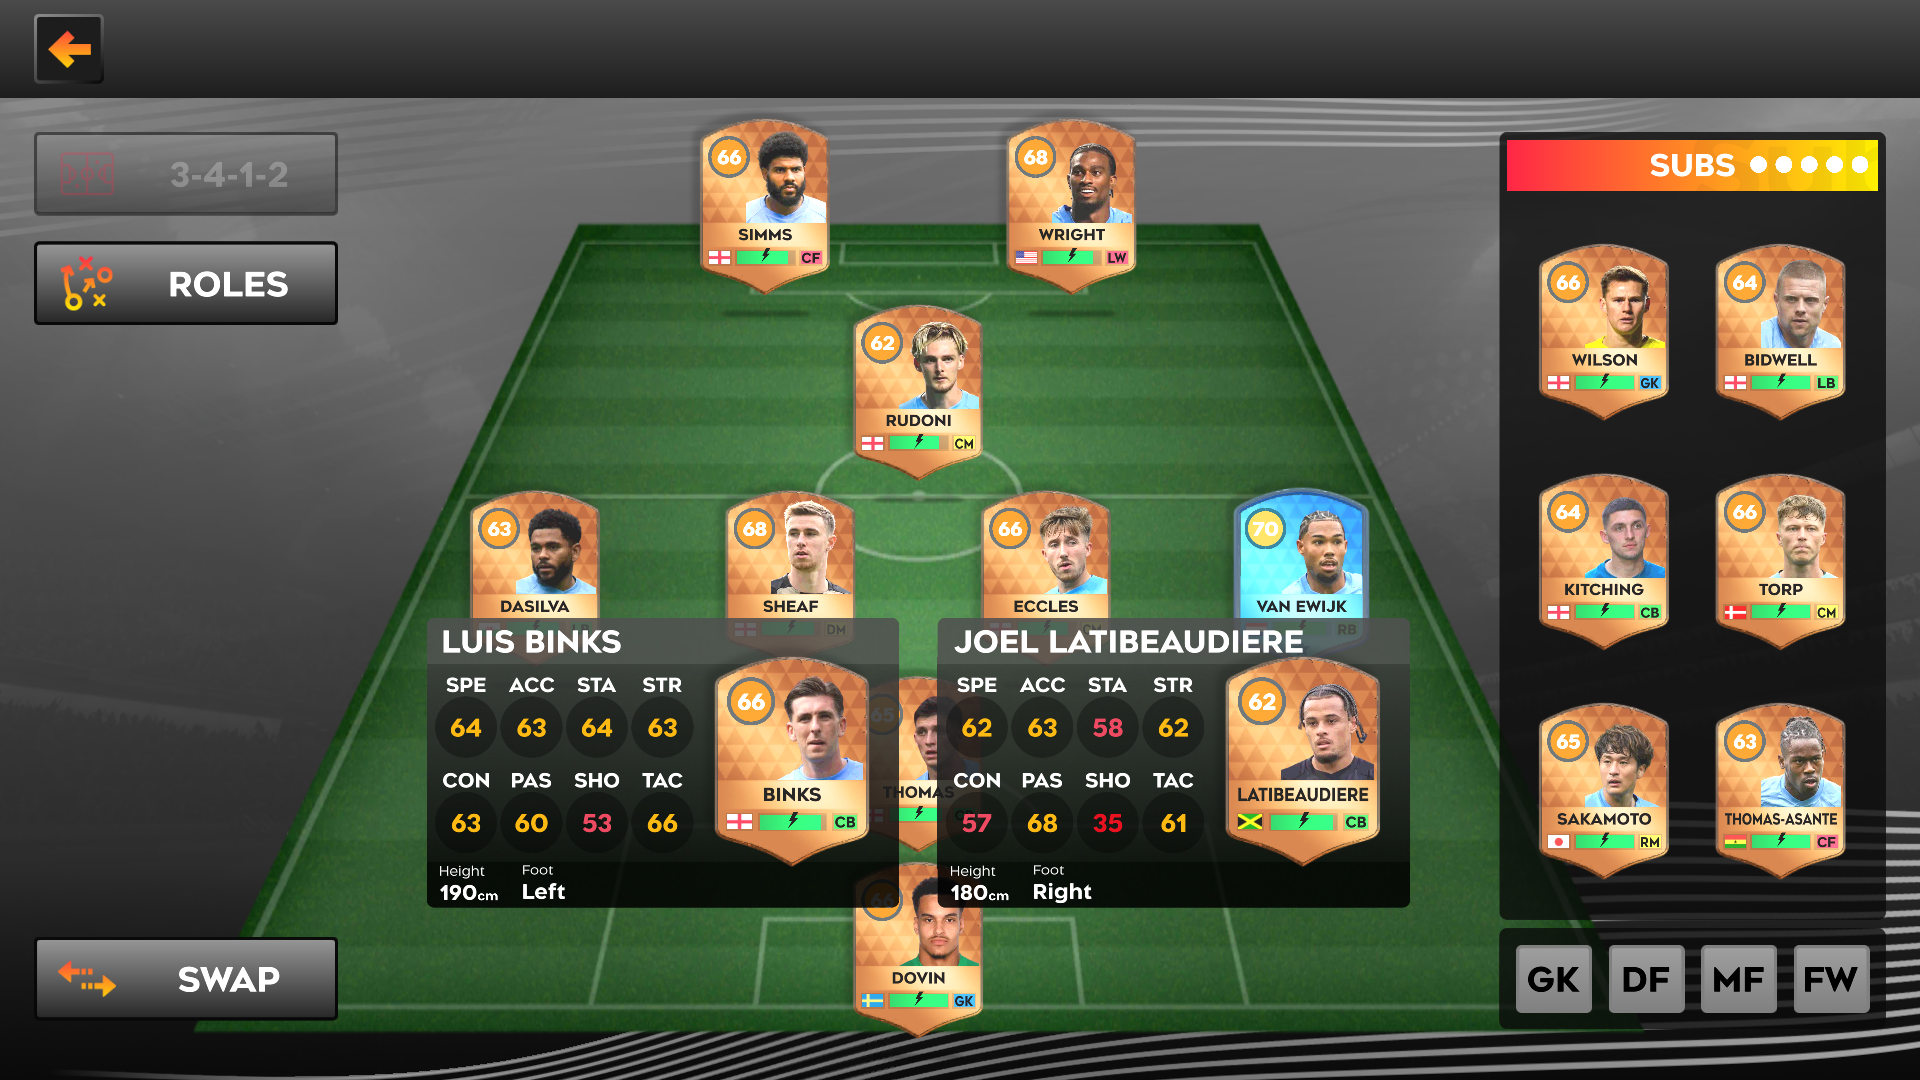 3-4-1-2
ROLES
SWAP
66
SIMMS
CF
68
WRIGHT
LW
62
RUDONI
CM
63
DASILVA
LB
68
SHEAF
DM
66
ECCLES
CM
70
VAN EWIJK
RB
LUIS BINKS
SPE ACC STA STR
64 63 64 63
CON PAS SHO TAC
63 60 53 66
Height Foot
190cm Left
66
BINKS
CB
65
THOMAS
JOEL LATIBEAUDIERE
SPE ACC STA STR
62 63 58 62
CON PAS SHO TAC
57 68 35 61
Height Foot
180cm Right
62
LATIBEAUDIERE
CB
66
DOVIN
GK
SUBS
66
WILSON
GK
64
BIDWELL
LB
64
KITCHING
CB
66
TORP
CM
65
SAKAMOTO
RM
63
THOMAS-ASANTE
CF
GK DF MF FW